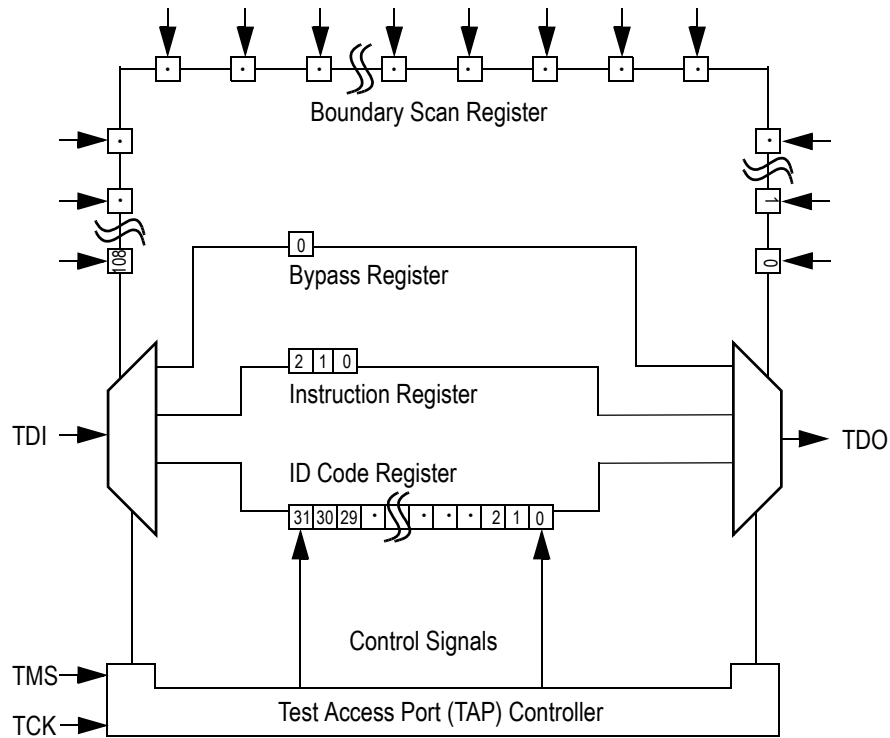 Boundary Scan Register
108
1
0
0
Bypass Register
2 1 0
Instruction Register
TDI
TDO
ID Code Register
31 30 29 · · · · 2 1 0
Control Signals
TMS
Test Access Port (TAP) Controller
TCK